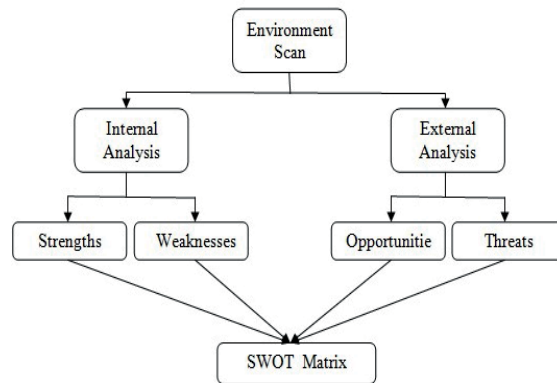 Environment
Scan
Internal
Analysis
External
Analysis
Strengths
Weaknesses
Opportunitie
Threats
SWOT Matrix